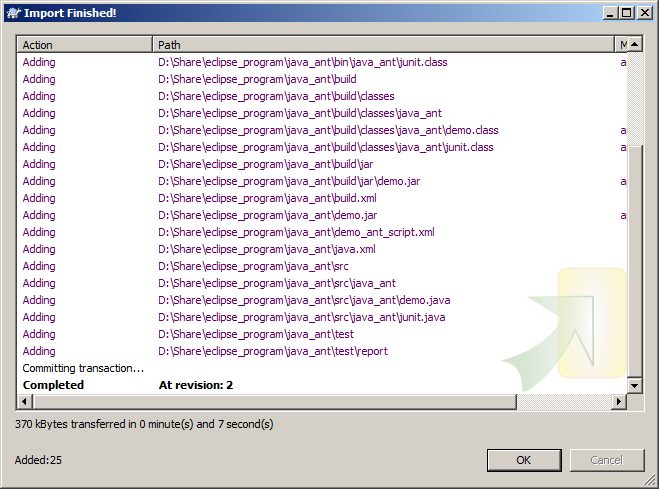 Import Finished!
Action Path M
Adding D:\Share\eclipse_program\java_ant\bin\java_ant\junit.class a
Adding D:\Share\eclipse_program\java_ant\build
Adding D:\Share\eclipse_program\java_ant\build\classes
Adding D:\Share\eclipse_program\java_ant\build\classes\java_ant
Adding D:\Share\eclipse_program\java_ant\build\classes\java_ant\demo.class a
Adding D:\Share\eclipse_program\java_ant\build\classes\java_ant\junit.class a
Adding D:\Share\eclipse_program\java_ant\build\jar
Adding D:\Share\eclipse_program\java_ant\build\jar\demo.jar a
Adding D:\Share\eclipse_program\java_ant\build.xml
Adding D:\Share\eclipse_program\java_ant\demo.jar a
Adding D:\Share\eclipse_program\java_ant\demo_ant_script.xml
Adding D:\Share\eclipse_program\java_ant\java.xml
Adding D:\Share\eclipse_program\java_ant\src
Adding D:\Share\eclipse_program\java_ant\src\java_ant
Adding D:\Share\eclipse_program\java_ant\src\java_ant\demo.java
Adding D:\Share\eclipse_program\java_ant\src\java_ant\junit.java
Adding D:\Share\eclipse_program\java_ant\test
Adding D:\Share\eclipse_program\java_ant\test\report
Committing transaction...
Completed At revision: 2
370 kBytes transferred in 0 minute(s) and 7 second(s)
Added:25 OK Cancel